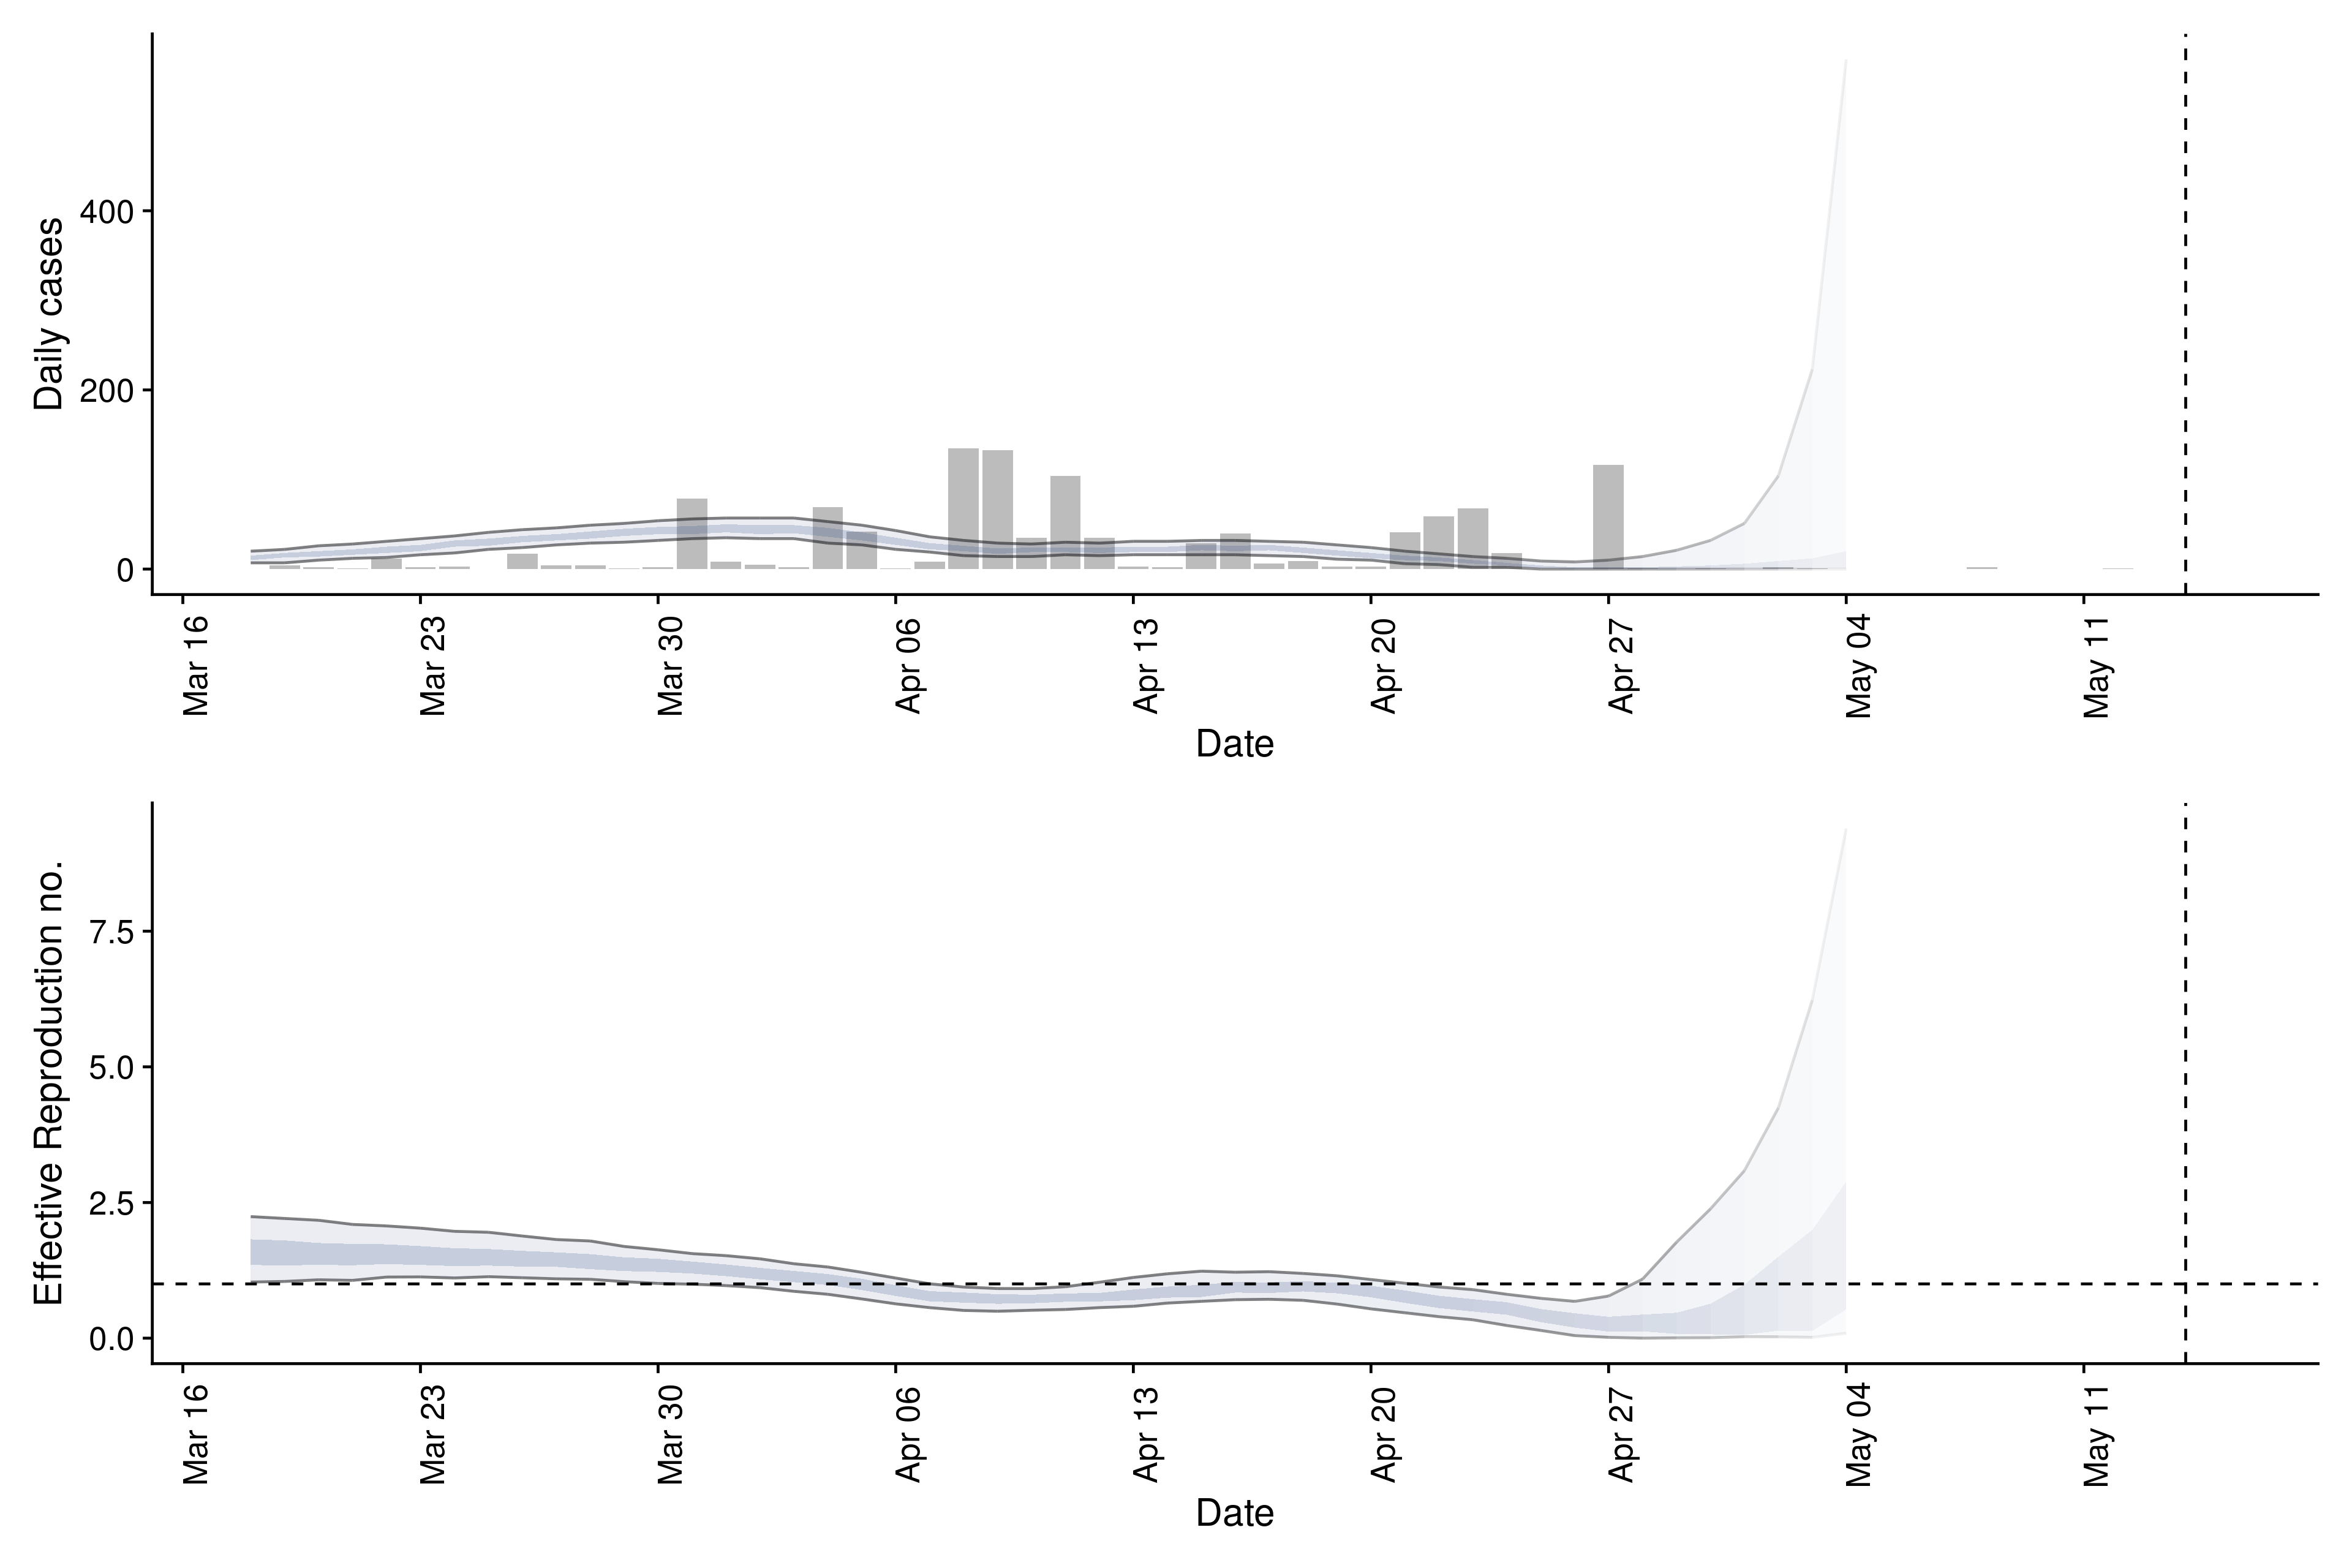 Daily cases
400
200
0
Mar 16
Mar 23
Mar 30
Apr 06
Apr 13
Apr 20
Apr 27
May 04
May 11
Date
Effective Reproduction no.
7.5
5.0
2.5
0.0
Mar 16
Mar 23
Mar 30
Apr 06
Apr 13
Apr 20
Apr 27
May 04
May 11
Date